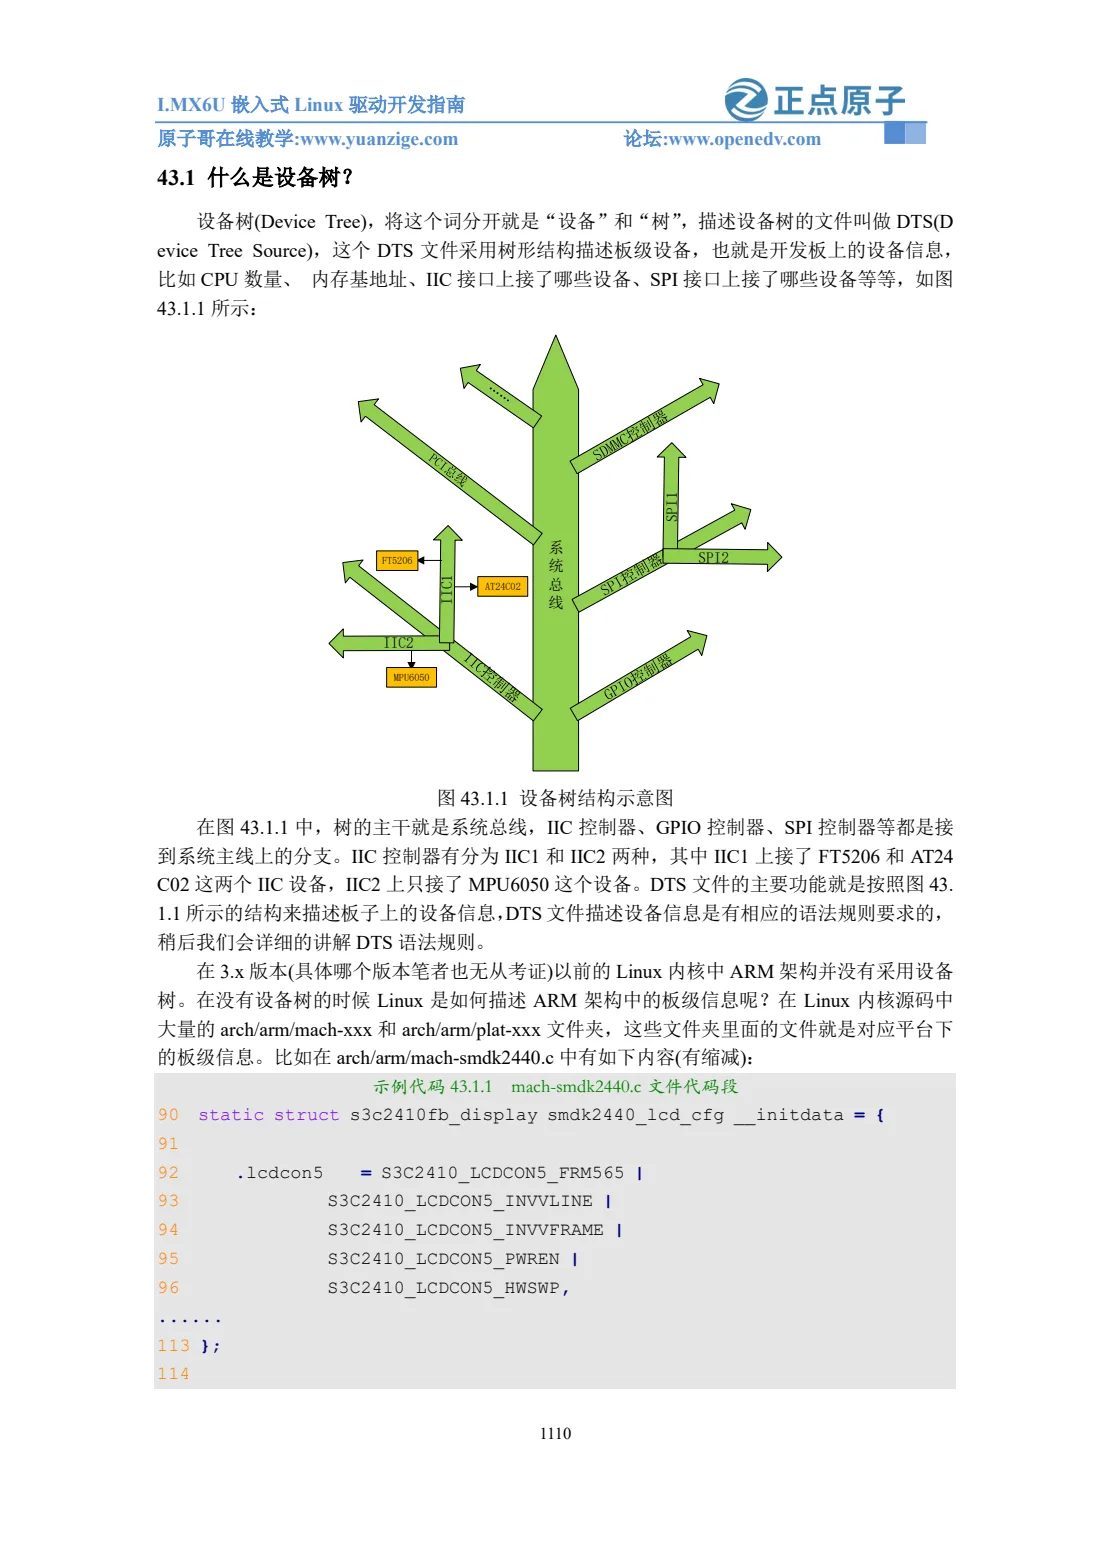 I.MX6U 嵌入式 Linux 驱动开发指南
正点原子
原子哥在线教学:www.yuanzige.com 论坛:www.openedv.com
43.1 什么是设备树？
设备树(Device Tree)，将这个词分开就是“设备”和“树”，描述设备树的文件叫做 DTS(D
evice Tree Source)，这个 DTS 文件采用树形结构描述板级设备，也就是开发板上的设备信息，
比如 CPU 数量、 内存基地址、IIC 接口上接了哪些设备、SPI 接口上接了哪些设备等等，如图
43.1.1 所示：
……
SDMMC控制器
PCI总线
SPI1
系统总线
FT5206
SPI2
IIC1
AT24C02
SPI控制器
IIC2
IIC控制器
GPIO控制器
MPU6050
图 43.1.1 设备树结构示意图
在图 43.1.1 中，树的主干就是系统总线，IIC 控制器、GPIO 控制器、SPI 控制器等都是接
到系统主线上的分支。IIC 控制器有分为 IIC1 和 IIC2 两种，其中 IIC1 上接了 FT5206 和 AT24
C02 这两个 IIC 设备，IIC2 上只接了 MPU6050 这个设备。DTS 文件的主要功能就是按照图 43.
1.1 所示的结构来描述板子上的设备信息，DTS 文件描述设备信息是有相应的语法规则要求的，
稍后我们会详细的讲解 DTS 语法规则。
在 3.x 版本(具体哪个版本笔者也无从考证)以前的 Linux 内核中 ARM 架构并没有采用设备
树。在没有设备树的时候 Linux 是如何描述 ARM 架构中的板级信息呢？在 Linux 内核源码中
大量的 arch/arm/mach-xxx 和 arch/arm/plat-xxx 文件夹，这些文件夹里面的文件就是对应平台下
的板级信息。比如在 arch/arm/mach-smdk2440.c 中有如下内容(有缩减)：
示例代码 43.1.1 mach-smdk2440.c 文件代码段
90 static struct s3c2410fb_display smdk2440_lcd_cfg __initdata = {
91
92 .lcdcon5 = S3C2410_LCDCON5_FRM565 |
93 S3C2410_LCDCON5_INVVLINE |
94 S3C2410_LCDCON5_INVVFRAME |
95 S3C2410_LCDCON5_PWREN |
96 S3C2410_LCDCON5_HWSWP,
......
113 };
114
1110